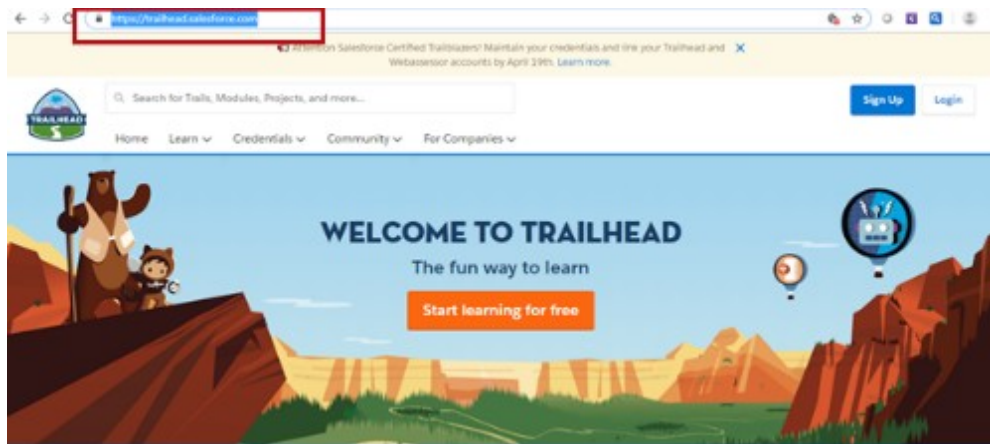 https://trailhead.salesforce.com
Attention Salesforce Certified Trailblazers! Maintain your credentials and link your Trailhead and
Webassessor accounts by April 19th. Learn more.
TRAILHEAD
Search for Trails, Modules, Projects, and more...
Sign Up
Login
Home
Learn
Credentials
Community
For Companies
WELCOME TO TRAILHEAD
The fun way to learn
Start learning for free